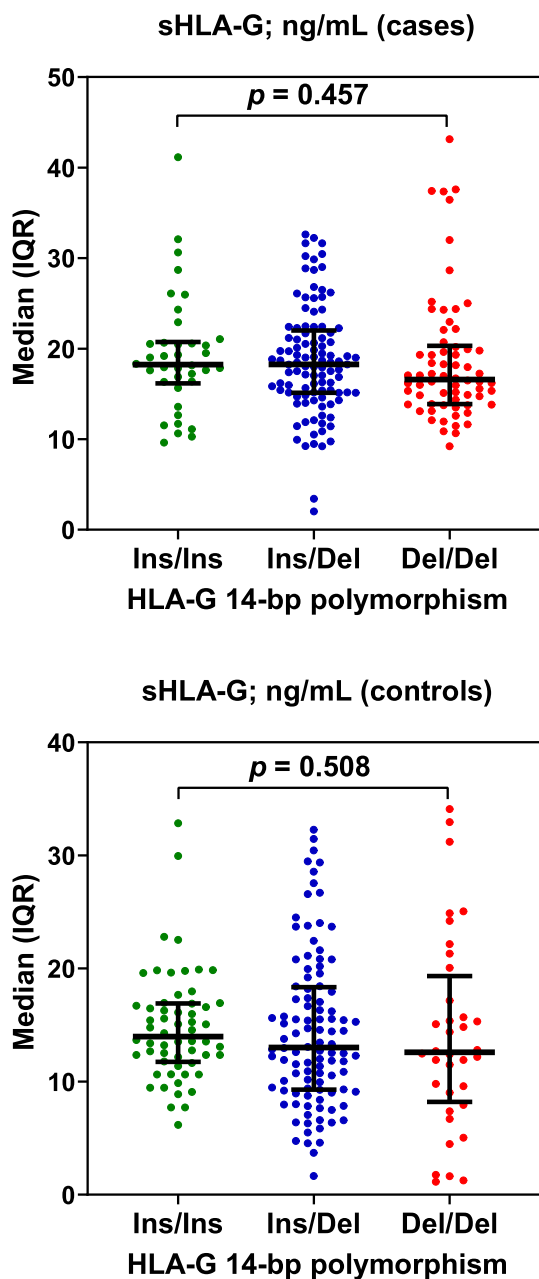 sHLA-G; ng/mL (cases)
50
p = 0.457
40
30
Median (IQR)
20
10
0
Ins/Ins Ins/Del Del/Del
HLA-G 14-bp polymorphism
sHLA-G; ng/mL (controls)
40
p = 0.508
30
Median (IQR)
20
10
0
Ins/Ins Ins/Del Del/Del
HLA-G 14-bp polymorphism